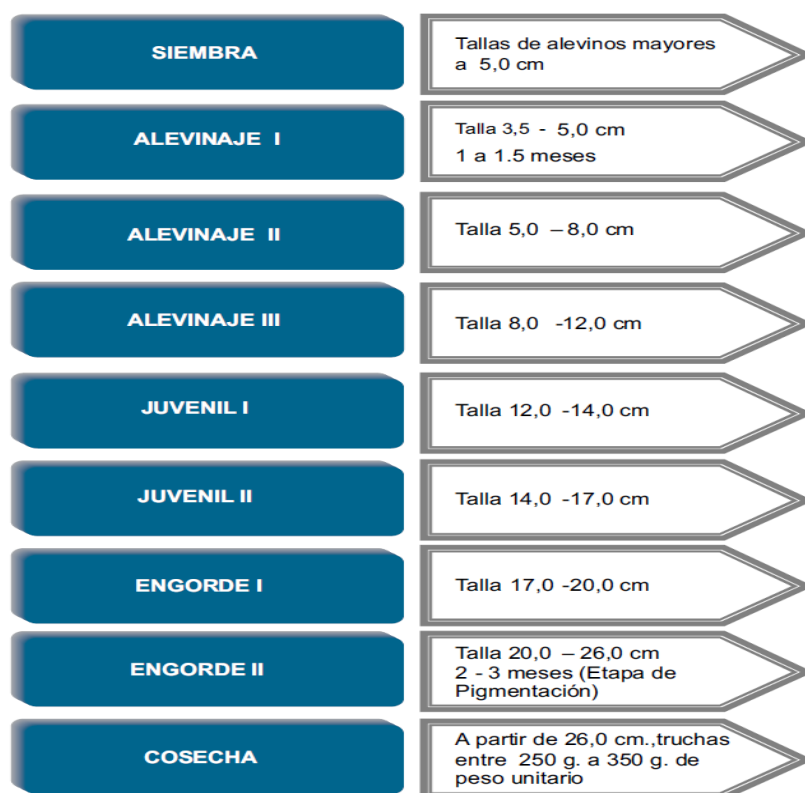 SIEMBRA
Tallas de alevinos mayores
a 5,0 cm
ALEVINAJE I
Talla 3,5 - 5,0 cm
1 a 1.5 meses
ALEVINAJE II
Talla 5,0 – 8,0 cm
ALEVINAJE III
Talla 8,0 -12,0 cm
JUVENIL I
Talla 12,0 -14,0 cm
JUVENIL II
Talla 14,0 -17,0 cm
ENGORDE I
Talla 17,0 -20,0 cm
ENGORDE II
Talla 20,0 – 26,0 cm
2 - 3 meses (Etapa de
Pigmentación)
COSECHA
A partir de 26,0 cm.,truchas
entre 250 g. a 350 g. de
peso unitario